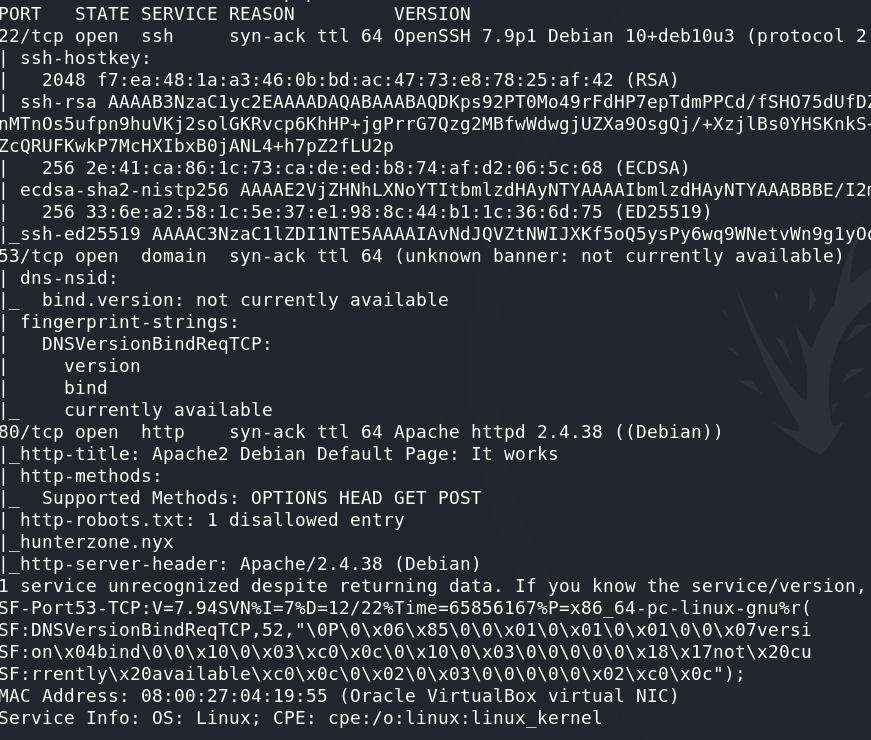 PORT   STATE SERVICE REASON         VERSION
22/tcp open  ssh     syn-ack ttl 64 OpenSSH 7.9p1 Debian 10+deb10u3 (protocol 2
| ssh-hostkey:
|   2048 f7:ea:48:1a:a3:46:0b:bd:ac:47:73:e8:78:25:af:42 (RSA)
| ssh-rsa AAAAB3NzaC1yc2EAAAADAQABAAABAQDKps92PT0Mo49rFdHP7epTdmPPCd/fSHO75dUfDZ
nMTnOs5ufpn9huVKj2solGKRvcp6KhHP+jgPrrG7Qzg2MBfwWdwgjUZXa9OsgQj/+XzjlBs0YHSKnkS+
ZcQRUFKwkP7McHXIbxB0jANL4+h7pZ2fLU2p
|   256 2e:41:ca:86:1c:73:ca:de:ed:b8:74:af:d2:06:5c:68 (ECDSA)
| ecdsa-sha2-nistp256 AAAAE2VjZHNhLXNoYTItbmlzdHAyNTYAAAAIbmlzdHAyNTYAAABBBE/I2m
|   256 33:6e:a2:58:1c:5e:37:e1:98:8c:44:b1:1c:36:6d:75 (ED25519)
|_ssh-ed25519 AAAAC3NzaC1lZDI1NTE5AAAAIAvNdJQVZtNWIJXKf5oQ5ysPy6wq9WNetvWn9g1yOo
53/tcp open  domain  syn-ack ttl 64 (unknown banner: not currently available)
| dns-nsid:
|_  bind.version: not currently available
| fingerprint-strings:
|   DNSVersionBindReqTCP:
|     version
|     bind
|_    currently available
80/tcp open  http    syn-ack ttl 64 Apache httpd 2.4.38 ((Debian))
|_http-title: Apache2 Debian Default Page: It works
| http-methods:
|_  Supported Methods: OPTIONS HEAD GET POST
| http-robots.txt: 1 disallowed entry
|_hunterzone.nyx
|_http-server-header: Apache/2.4.38 (Debian)
1 service unrecognized despite returning data. If you know the service/version,
SF-Port53-TCP:V=7.94SVN%I=7%D=12/22%Time=65856167%P=x86_64-pc-linux-gnu%r(
SF:DNSVersionBindReqTCP,52,"\0P\0\x06\x85\0\0\x01\0\x01\0\x01\0\0\x07versi
SF:on\x04bind\0\0\x10\0\x03\xc0\x0c\0\x10\0\x03\0\0\0\0\0\x18\x17not\x20cu
SF:rrently\x20available\xc0\x0c\0\x02\0\x03\0\0\0\0\0\x02\xc0\x0c");
MAC Address: 08:00:27:04:19:55 (Oracle VirtualBox virtual NIC)
Service Info: OS: Linux; CPE: cpe:/o:linux:linux_kernel